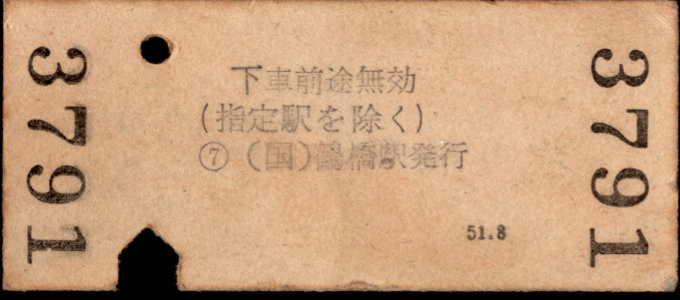 3791
下車前途無効
(指定駅を除く)
⑦ (国)鶴橋駅発行
51.8
3791